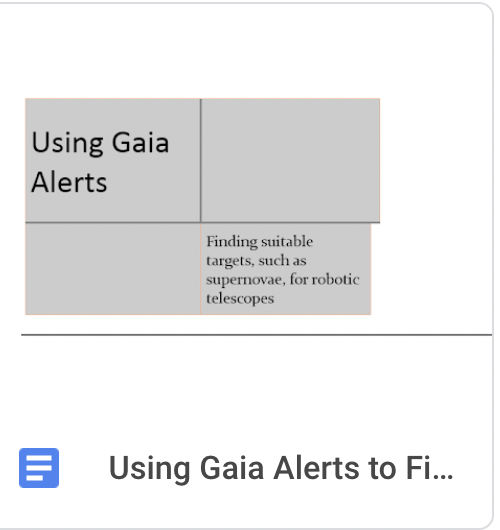 Using Gaia
Alerts
Finding suitable
targets, such as
supernovae, for robotic
telescopes
Using Gaia Alerts to Fi...